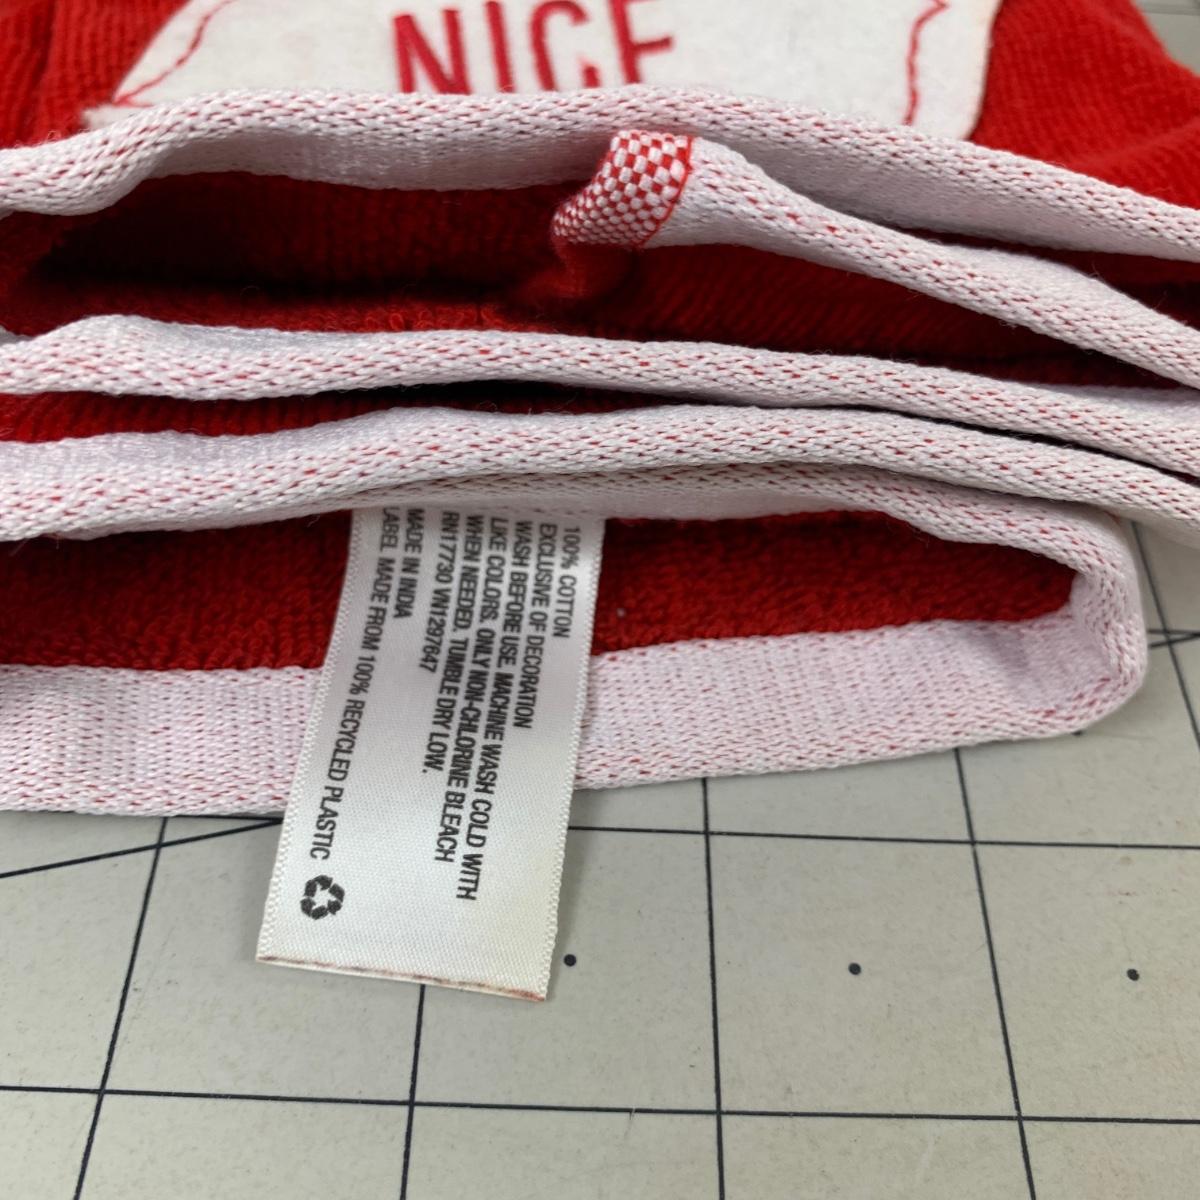 NICE
100% COTTON
EXCLUSIVE OF DECORATION
WASH BEFORE USE. MACHINE WASH COLD WITH
LIKE COLORS. ONLY NON-CHLORINE BLEACH
WHEN NEEDED. TUMBLE DRY LOW.
RN17730 VN1297647
MADE IN INDIA
LABEL MADE FROM 100% RECYCLED PLASTIC